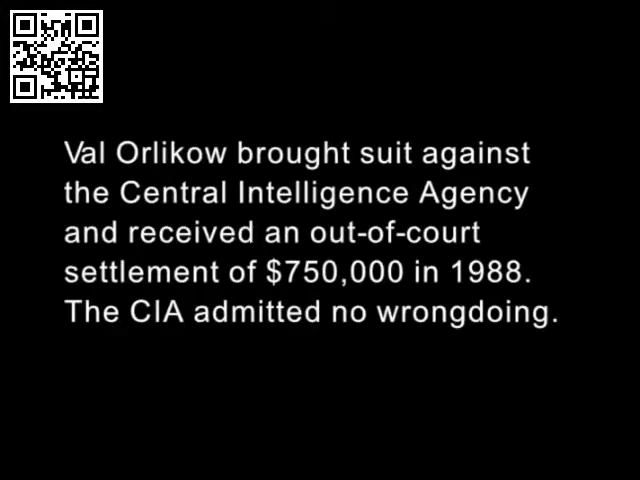 Val Orlikow brought suit against
the Central Intelligence Agency
and received an out-of-court
settlement of $750,000 in 1988.
The CIA admitted no wrongdoing.